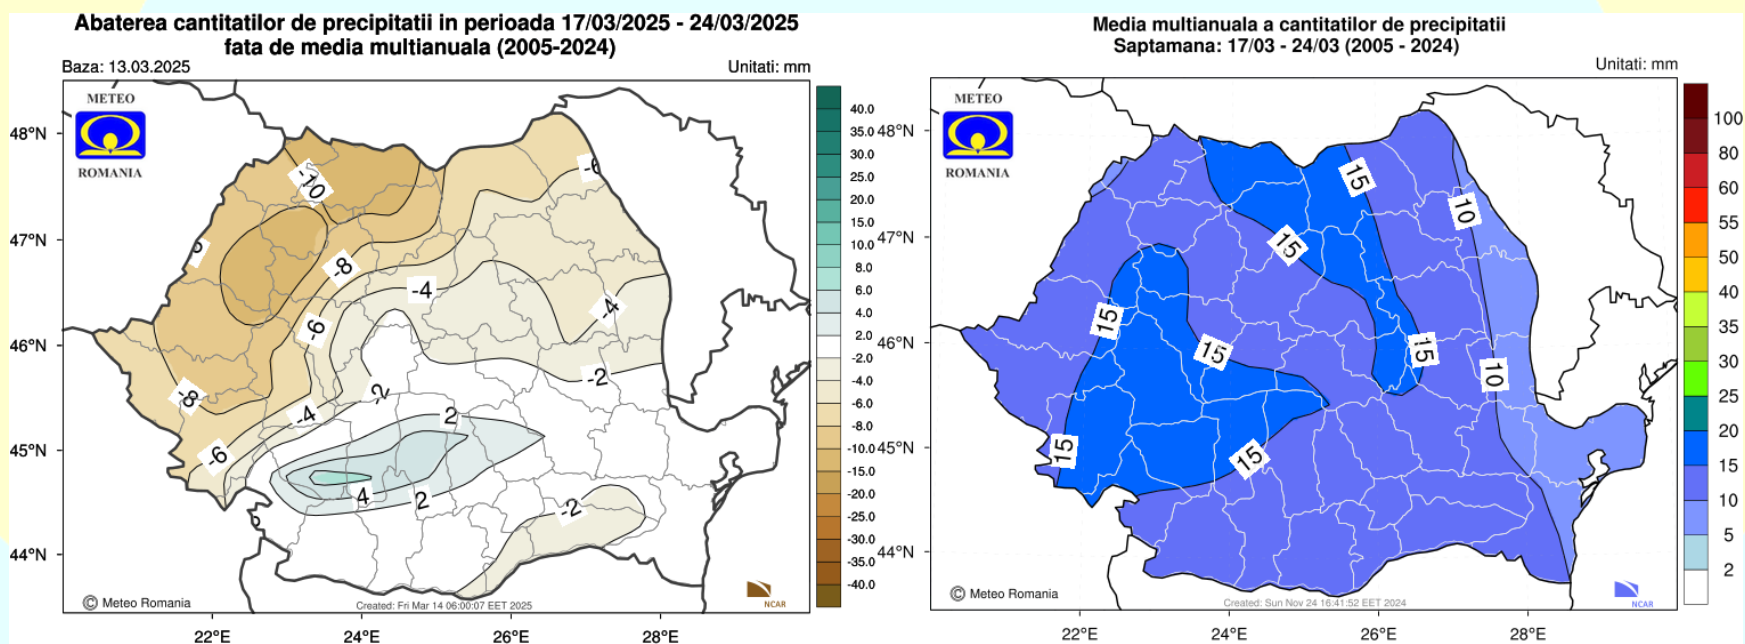 Abaterea cantitatilor de precipitatii in perioada 17/03/2025 - 24/03/2025
fata de media multianuala (2005-2024)
Baza: 13.03.2025
Unitati: mm
METEO
ROMANIA
48°N
47°N
46°N
45°N
44°N
22°E
24°E
26°E
28°E
-10
-8
-4
-6
-4
-6
-8
-4
-2
-2
2
-6
4
2
-2
© Meteo Romania
Created: Fri Mar 14 06:00:07 EET 2025
NCAR
40.0
35.0
30.0
25.0
20.0
15.0
10.0
8.0
6.0
4.0
2.0
-2.0
-4.0
-6.0
-8.0
-10.0
-15.0
-20.0
-25.0
-30.0
-35.0
-40.0
Media multianuala a cantitatilor de precipitatii
Saptamana: 17/03 - 24/03 (2005 - 2024)
Unitati: mm
METEO
ROMANIA
48°N
47°N
46°N
45°N
44°N
22°E
24°E
26°E
28°E
15
10
15
15
15
15
10
15
15
© Meteo Romania
Created: Sun Nov 24 16:41:52 EET 2024
NCAR
100
80
60
55
50
40
35
30
25
20
15
10
5
2